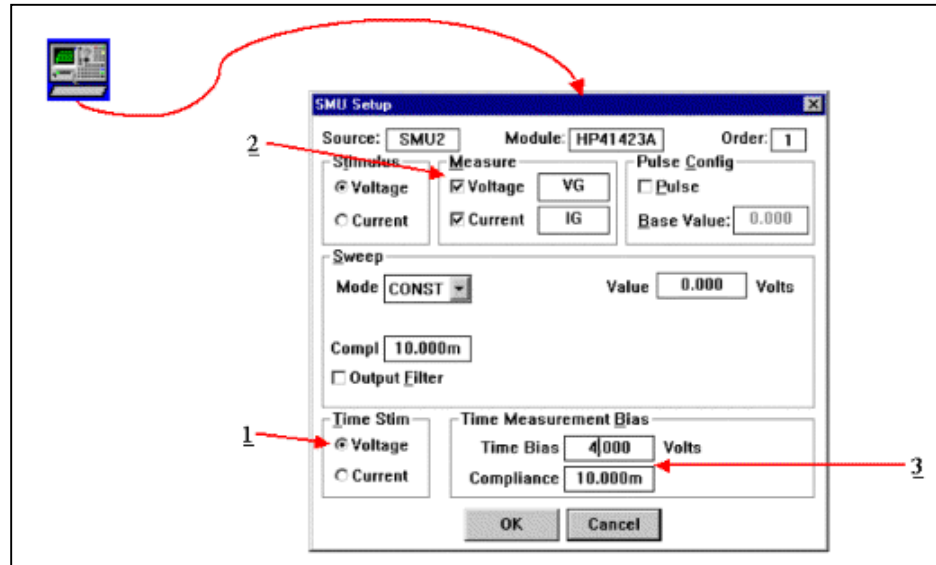 SMU Setup
Source: SMU2 Module: HP41423A Order: 1
2
Stimulus Measure Pulse Config
Voltage Voltage VG Pulse
Current Current IG Base Value: 0.000
Sweep
Mode CONST Value 0.000 Volts
Compl 10.000m
Output Filter
Time Stim Time Measurement Bias
1
Voltage Time Bias 4.000 Volts
3
Current Compliance 10.000m
OK Cancel